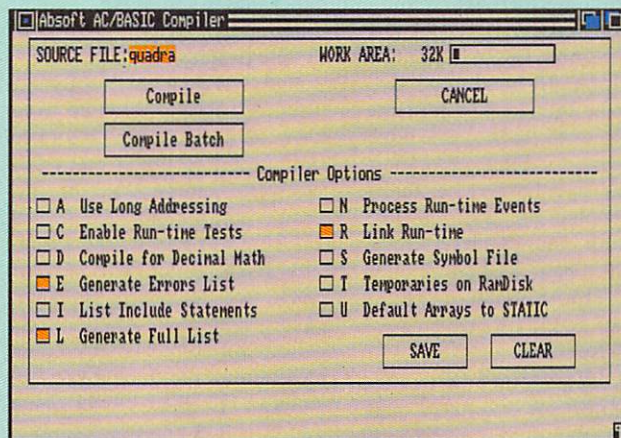 Absoft AC/BASIC Compiler
SOURCE FILE: quadra
WORK AREA: 32K
Compile
CANCEL
Compile Batch
Compiler Options
A Use Long Addressing
N Process Run-time Events
C Enable Run-time Tests
R Link Run-time
D Compile for Decimal Math
S Generate Symbol File
E Generate Errors List
T Temporaries on RamDisk
I List Include Statements
U Default Arrays to STATIC
L Generate Full List
SAVE
CLEAR